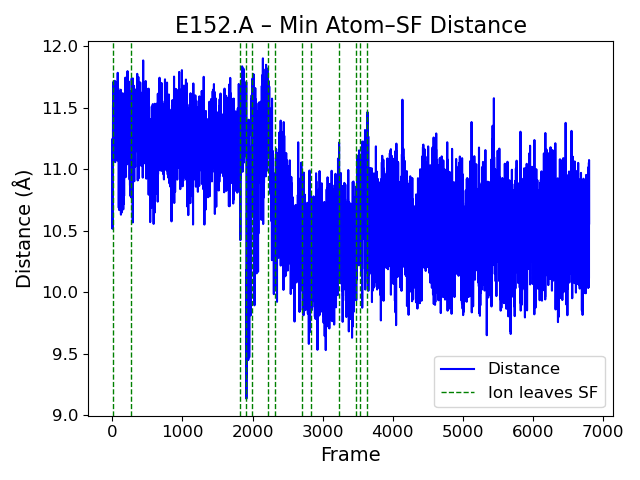 E152.A – Min Atom–SF Distance
12.0
11.5
11.0
10.5
10.0
9.5
9.0
Distance (Å)
Distance
Ion leaves SF
0 1000 2000 3000 4000 5000 6000 7000
Frame